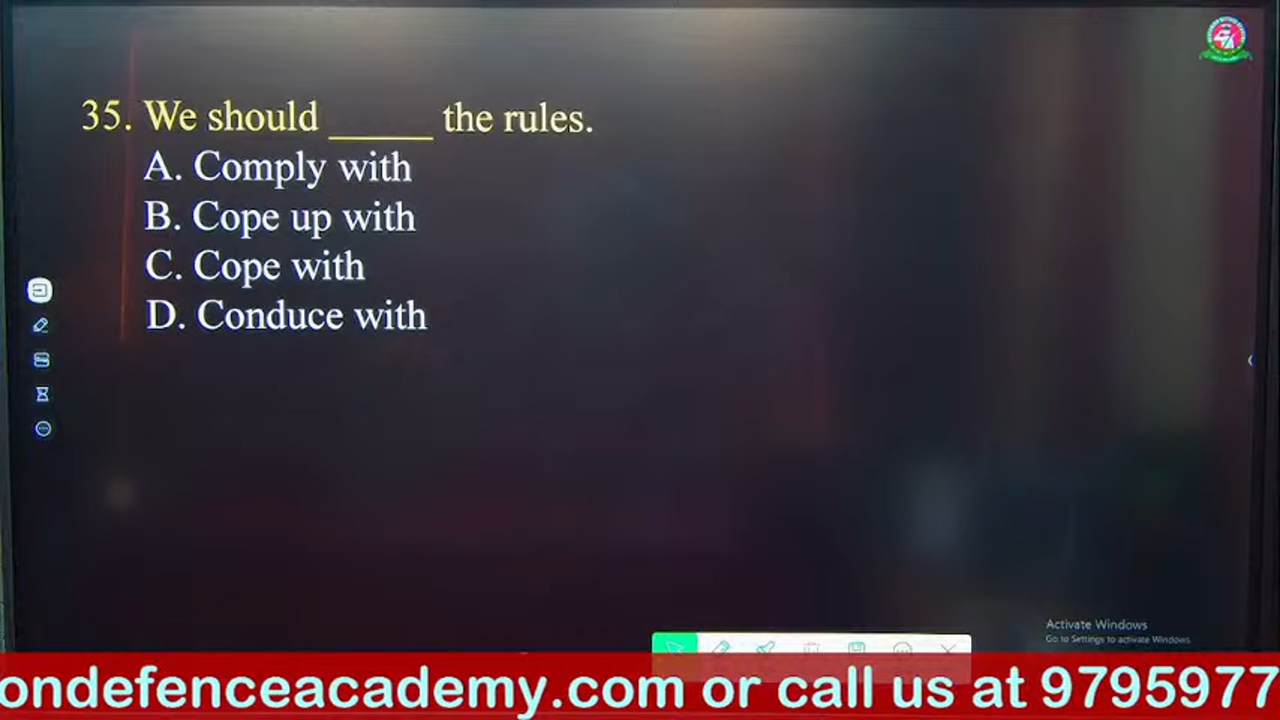 35. We should _____ the rules.
A. Comply with
B. Cope up with
C. Cope with
D. Conduce with
Activate Windows
Go to Settings to activate Windows.
ondefenceacademy.com or call us at 9795977